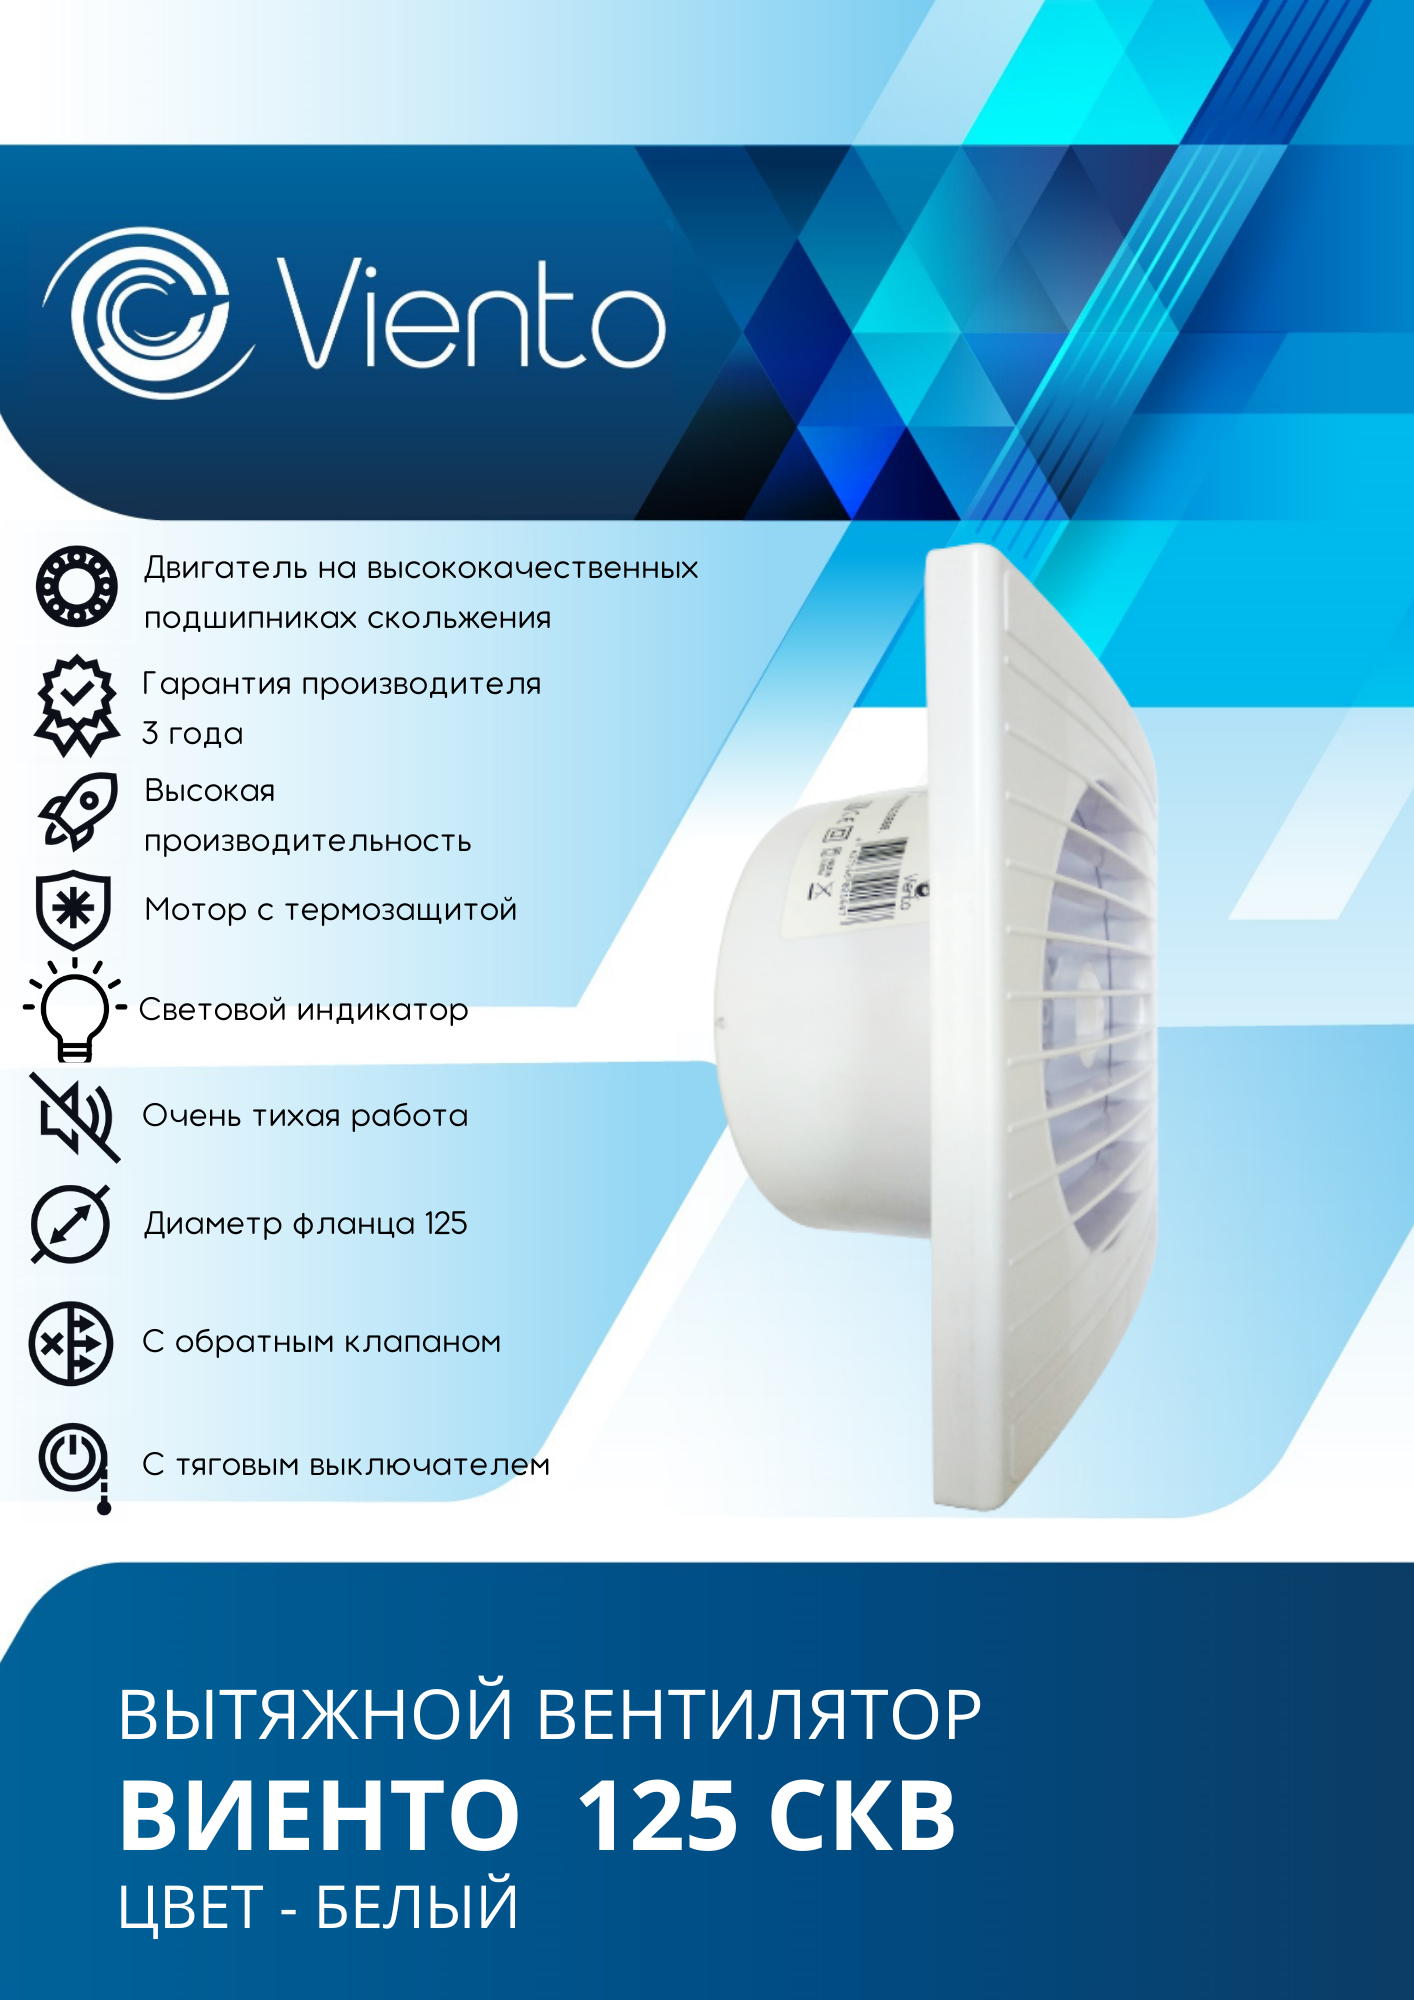 Viento
Двигатель на высококачественных
подшипниках скольжения
Гарантия производителя
3 года
Высокая
производительность
Мотор с термозащитой
Световой индикатор
Очень тихая работа
Диаметр фланца 125
С обратным клапаном
С тяговым выключателем
Viento
ВЫТЯЖНОЙ ВЕНТИЛЯТОР
ВИЕНТО 125 СКВ
ЦВЕТ - БЕЛЫЙ